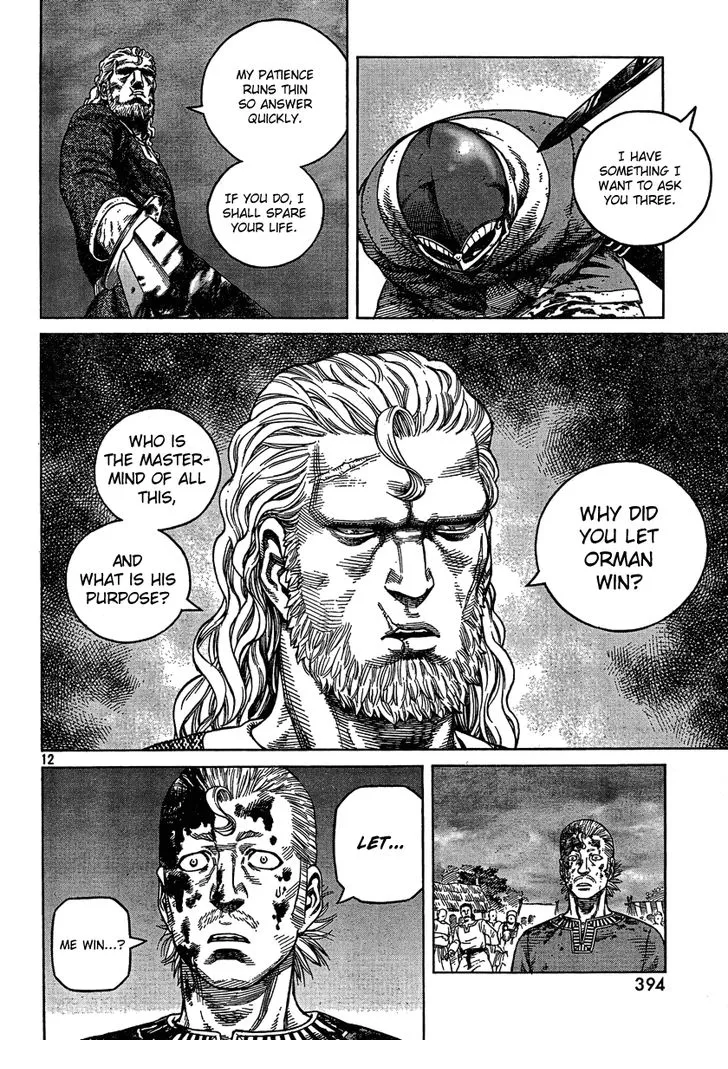 I HAVE
SOMETHING I
WANT TO ASK
YOU THREE.
MY PATIENCE
RUNS THIN
SO ANSWER
QUICKLY.
IF YOU DO, I
SHALL SPARE
YOUR LIFE.
WHY DID
YOU LET
ORMAN
WIN?
WHO IS
THE MASTER-
MIND OF ALL
THIS,
AND
WHAT IS HIS
PURPOSE?
12
394
LET...
ME WIN...?